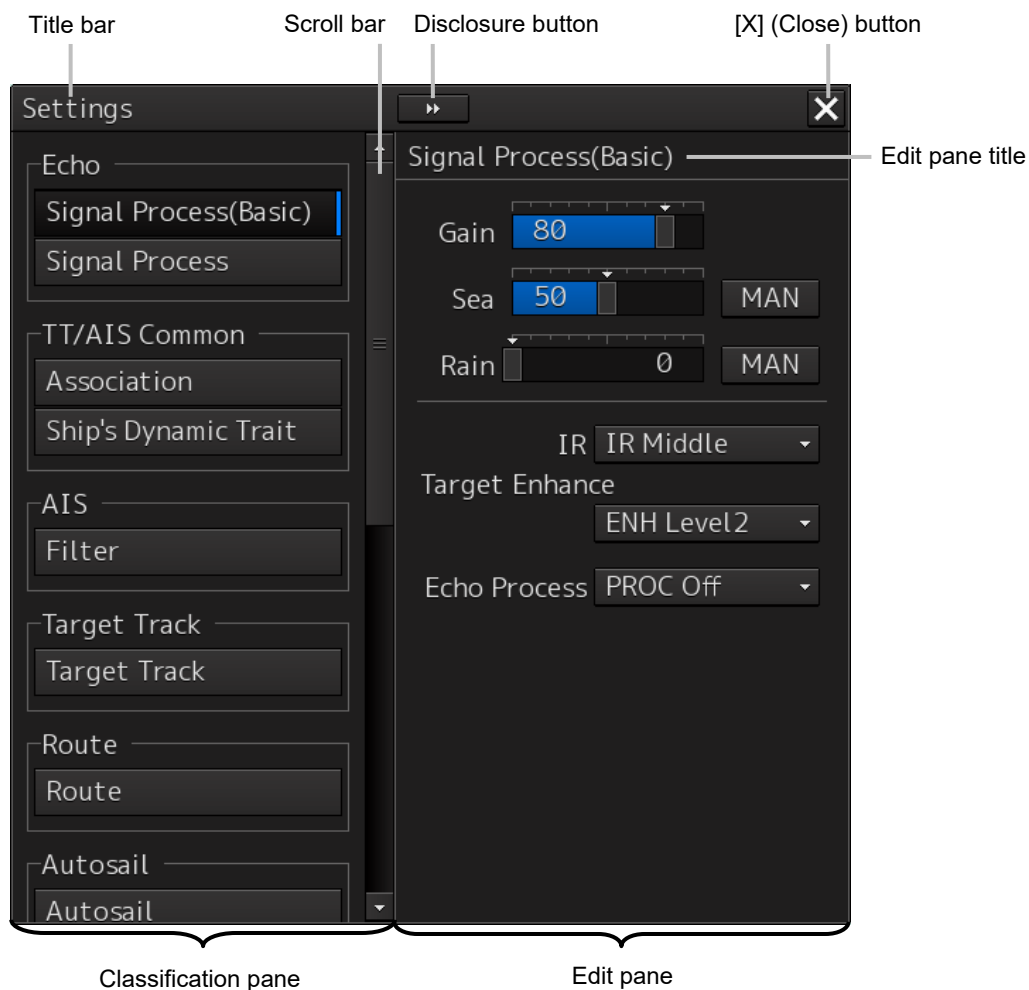 Title bar
Scroll bar
Disclosure button
[X] (Close) button
Settings
Echo
Signal Process(Basic)
Signal Process
TT/AIS Common
Association
Ship's Dynamic Trait
AIS
Filter
Target Track
Target Track
Route
Route
Autosail
Autosail
Signal Process(Basic)
Edit pane title
Gain 80
Sea 50 MAN
Rain 0 MAN
IR IR Middle
Target Enhance
ENH Level2
Echo Process PROC Off
Classification pane
Edit pane